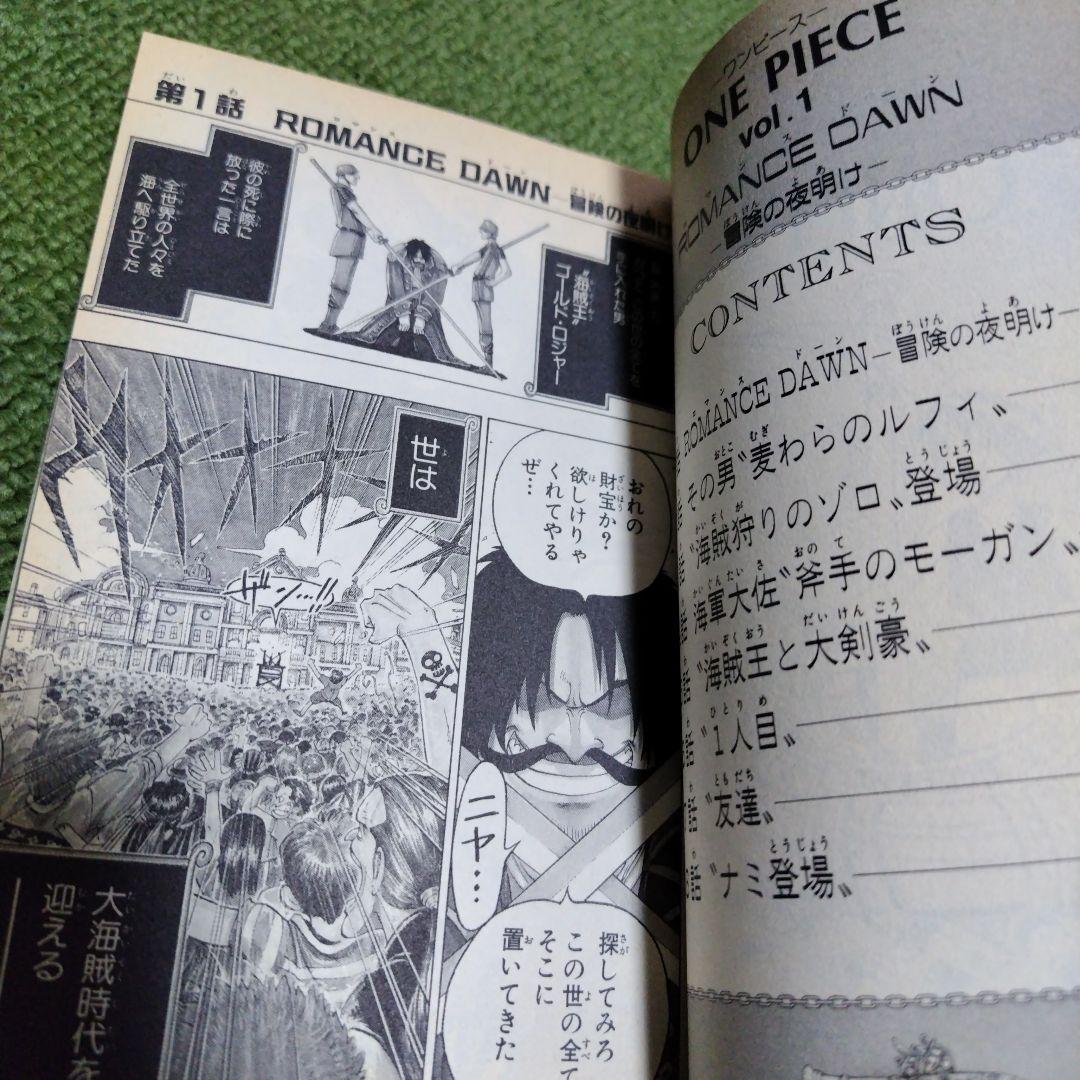 第1話 ROMANCE DAWN—冒険の夜明け
手に入れた男
“海賊王”
ゴールド・ロジャー
彼の死に際に
放った一言は
全世界の人々を
海へ駆り立てた
おれの
財宝か?
欲しけりゃ
くれてやる
ぜ…
ニヤ…
探してみろ
この世の全て
そこに
置いてきた
世は
ザン…!!
大海賊時代を
迎える
—ワンピース—
ONE PIECE
vol.1
ROMANCE DAWN
—冒険の夜明け—
CONTENTS
ROMANCE DAWN—冒険の夜明け—
その男〝麦わらのルフィ〟
〝海賊狩りのゾロ〟登場
海軍大佐〝斧手のモーガン〟
〝海賊王と大剣豪〟
〝1人目〟
〝友達〟
〝ナミ登場〟